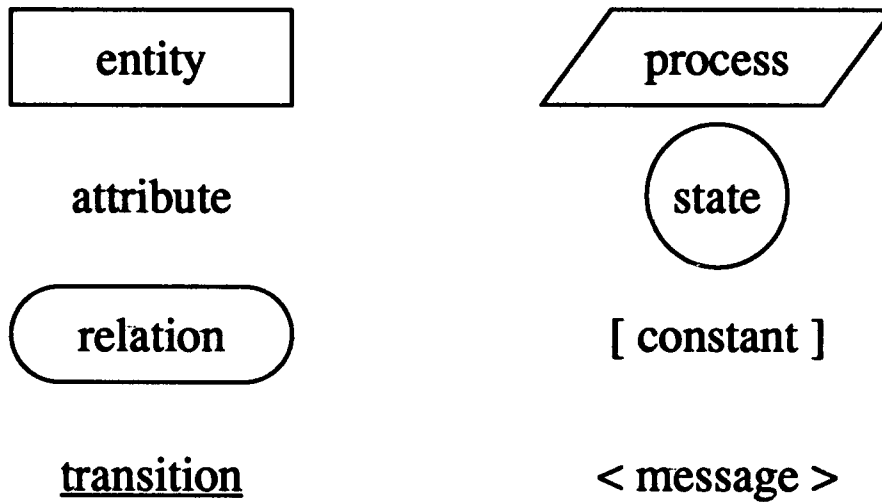 entity
process
attribute
state
relation
[ constant ]
transition
< message >